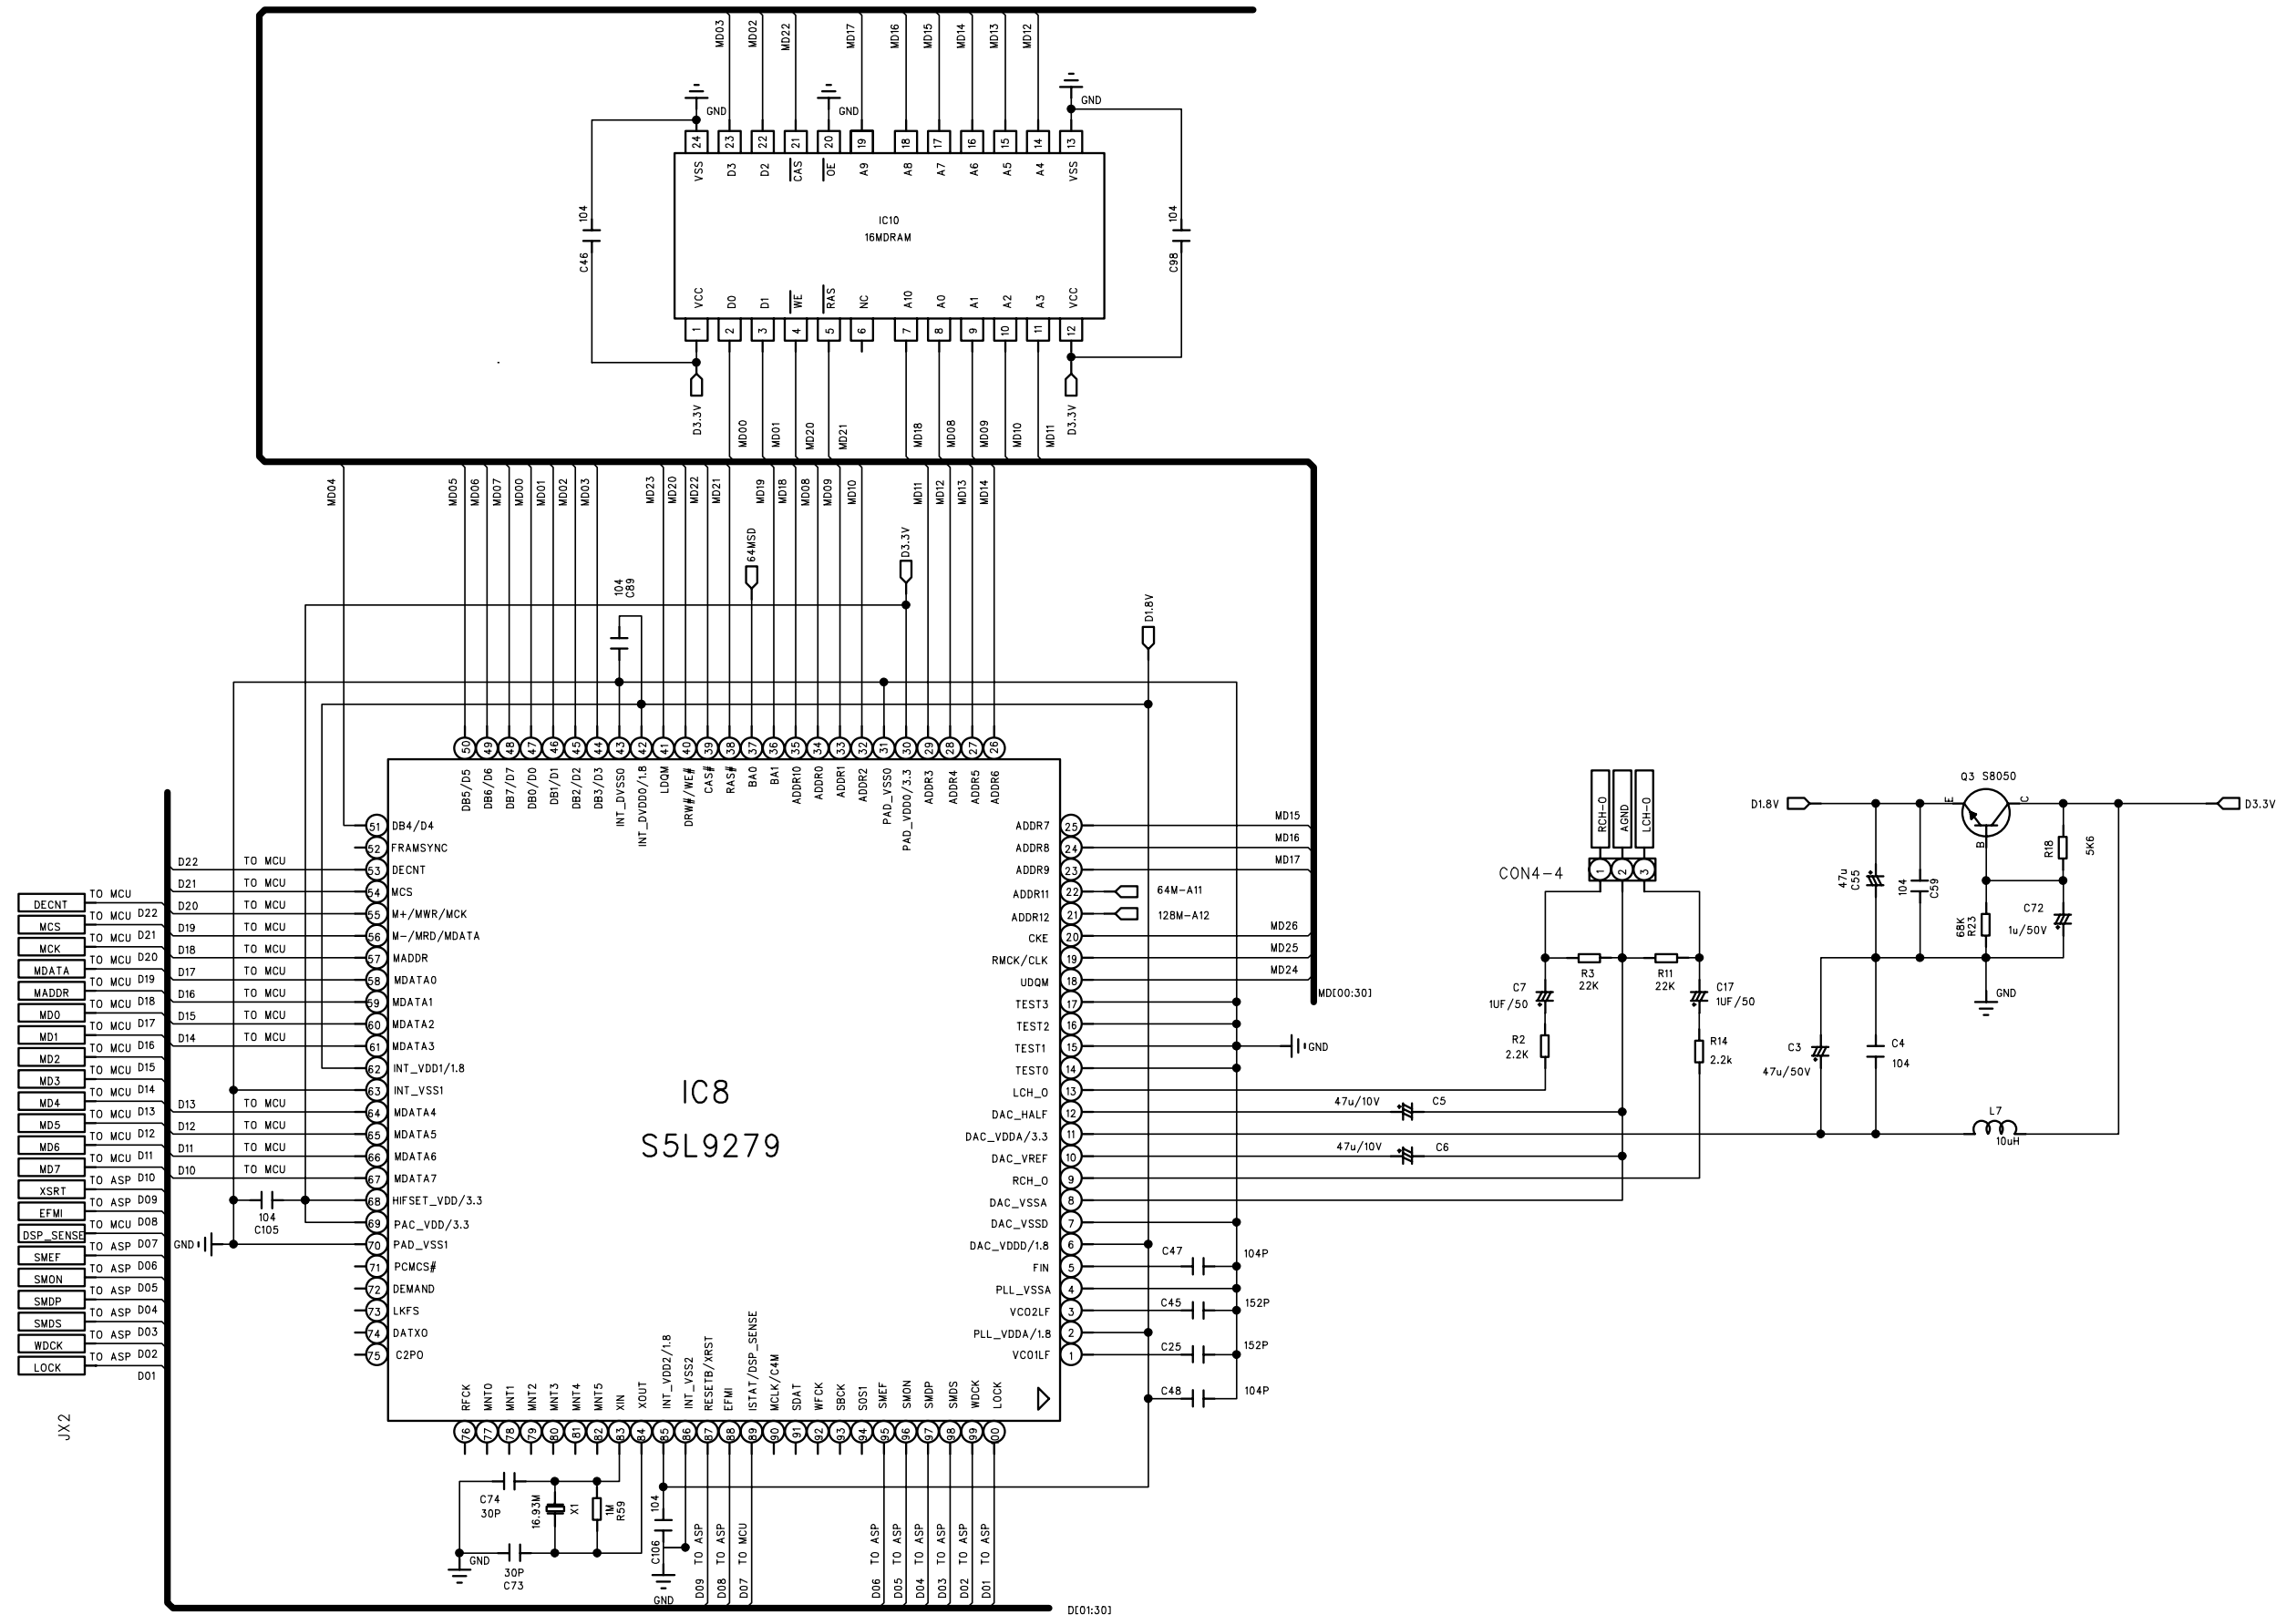 MD03 MD02 MD22 MD17 MD16 MD15 MD14 MD13 MD12
GND GND GND
24 23 22 21 20 19 18 17 16 15 14 13
VSS D3 D2 CAS OE A9 A8 A7 A6 A5 A4 VSS
104 C46
IC10
16MDRAM
104 C98
VCC D0 D1 WE RAS NC A10 A0 A1 A2 A3 VCC
1 2 3 4 5 6 7 8 9 10 11 12
D3.3V D3.3V
MD00 MD01 MD20 MD21 MD18 MD08 MD09 MD10 MD11
MD04 MD05 MD06 MD07 MD00 MD01 MD02 MD03 MD23 MD20 MD22 MD21 MD19 MD18 MD08 MD09 MD10 MD11 MD12 MD13 MD14
64MSD D3.3V
104 C89
D1.8V
50 49 48 47 46 45 44 43 42 41 40 39 38 37 36 35 34 33 32 31 30 29 28 27 26
DB5/D5 DB6/D6 DB7/D7 DB0/D0 DB1/D1 DB2/D2 DB3/D3 INT_DVSS0 INT_DVDD0/1.8 LDQM DRW#/WE# CAS# RAS# BA0 BA1 ADDR10 ADDR0 ADDR1 ADDR2 PAD_VSS0 PAD_VDD0/3.3 ADDR3 ADDR4 ADDR5 ADDR6
51 DB4/D4
52 FRAMSYNC
D22 TO MCU 53 DECNT
D21 TO MCU 54 MCS
D20 TO MCU 55 M+/MWR/MCK
D19 TO MCU 56 M-/MRD/MDATA
D18 TO MCU 57 MADDR
D17 TO MCU 58 MDATA0
D16 TO MCU 59 MDATA1
D15 TO MCU 60 MDATA2
D14 TO MCU 61 MDATA3
62 INT_VDD1/1.8
63 INT_VSS1
D13 TO MCU 64 MDATA4
D12 TO MCU 65 MDATA5
D11 TO MCU 66 MDATA6
D10 TO MCU 67 MDATA7
68 HIFSET_VDD/3.3
104
C105
69 PAC_VDD/3.3
GND 70 PAD_VSS1
71 PCMCS#
72 DEMAND
73 LKFS
74 DATXO
75 C2PO
DECNT TO MCU D22
MCS TO MCU D21
MCK TO MCU D20
MDATA TO MCU D19
MADDR TO MCU D18
MD0 TO MCU D17
MD1 TO MCU D16
MD2 TO MCU D15
MD3 TO MCU D14
MD4 TO MCU D13
MD5 TO MCU D12
MD6 TO MCU D11
MD7 TO MCU D10
XSRT TO ASP D09
EFMI TO ASP D08
DSP_SENSE TO MCU D07
SMEF TO ASP D06
SMON TO ASP D05
SMDP TO ASP D04
SMDS TO ASP D03
WDCK TO ASP D02
LOCK TO ASP D01
JX2
IC8
S5L9279
ADDR7 25 MD15
ADDR8 24 MD16
ADDR9 23 MD17
ADDR11 22 64M-A11
ADDR12 21 128M-A12
CKE 20 MD26
RMCK/CLK 19 MD25
UDQM 18 MD24
MD[00:30]
TEST3 17
TEST2 16
TEST1 15 GND
TEST0 14
LCH_O 13
DAC_HALF 12 47u/10V C5
DAC_VDDA/3.3 11
DAC_VREF 10 47u/10V C6
RCH_O 9
DAC_VSSA 8
DAC_VSSD 7
DAC_VDDD/1.8 6
FIN 5 C47 104P
PLL_VSSA 4
VCO2LF 3 C45 152P
PLL_VDDA/1.8 2
VCO1LF 1 C25 152P
C48 104P
RFCK MNT0 MNT1 MNT2 MNT3 MNT4 MNT5 XIN XOUT INT_VDD2/1.8 INT_VSS2 RESETB/XRST EFMI ISTAT/DSP_SENSE MCLK/C4M SDAT WFCK SBCK SOS1 SMEF SMON SMDP SMDS WDCK LOCK
76 77 78 79 80 81 82 83 84 85 86 87 88 89 90 91 92 93 94 95 96 97 98 99 00
C74
30P
16.93M X1
1M R59
104 C106
GND
30P
C73
GND
D09 TO ASP
D08 TO ASP
D07 TO MCU
D06 TO ASP
D05 TO ASP
D04 TO ASP
D03 TO ASP
D02 TO ASP
D01 TO ASP
D[01:30]
RCH-O AGND LCH-O
CON4-4 1 2 3
R3
22K
R11
22K
C7
1UF/50
C17
1UF/50
R2
2.2K
R14
2.2k
Q3 S8050
D1.8V E C B D3.3V
47u C55
104 C59
R18 5K6
68K R23
C72
1u/50V
GND
C3
47u/50V
C4
104
L7
10uH